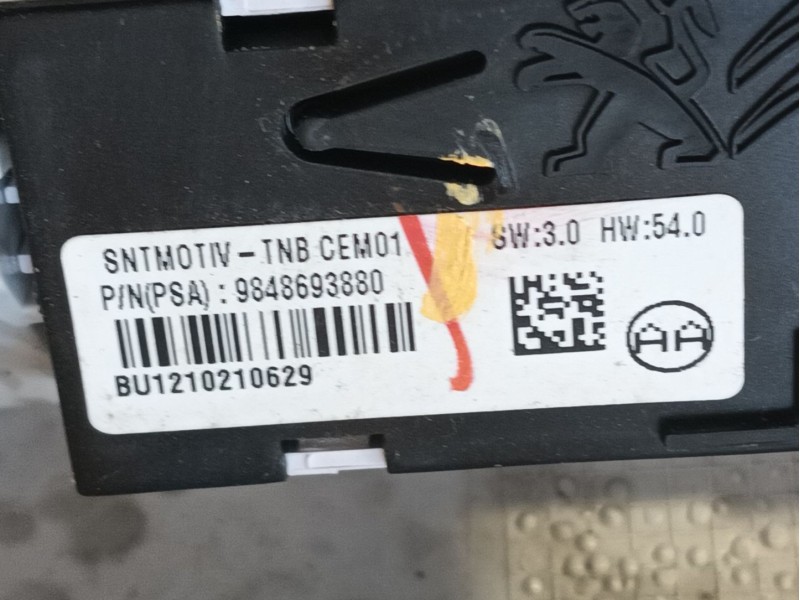 SNTMOTIV - TNB CEM01 SW:3.0 HW:54.0
P/N(PSA) : 9848693880
BU1210210629
AA